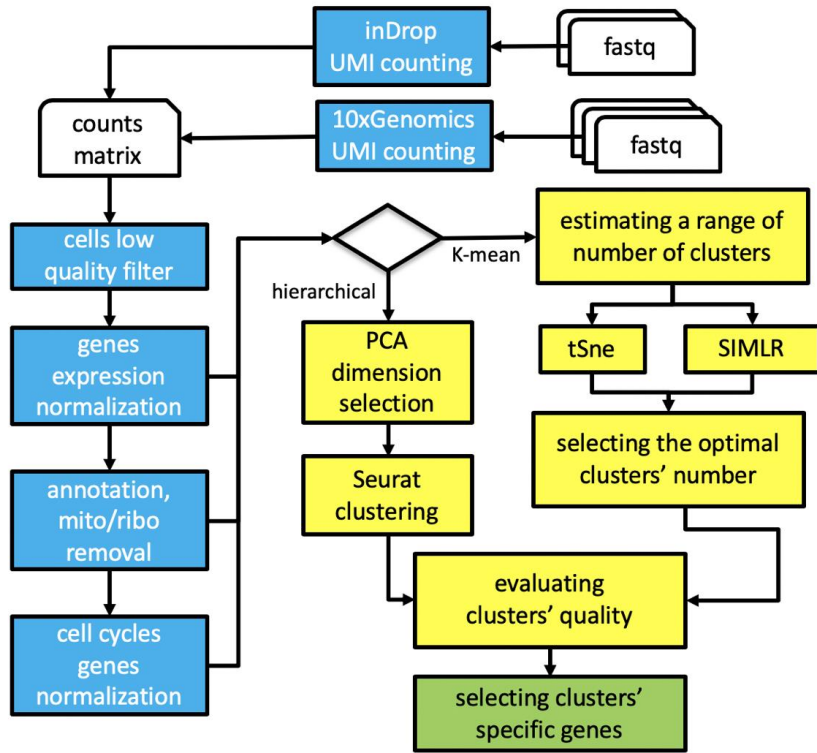 inDrop
UMI counting
fastq
counts
matrix
10xGenomics
UMI counting
fastq
cells low
quality filter
K-mean
estimating a range of
number of clusters
hierarchical
genes
expression
normalization
PCA
dimension
selection
tSne
SIMLR
annotation,
mito/ribo
removal
Seurat
clustering
selecting the optimal
clusters' number
cell cycles
genes
normalization
evaluating
clusters' quality
selecting clusters'
specific genes